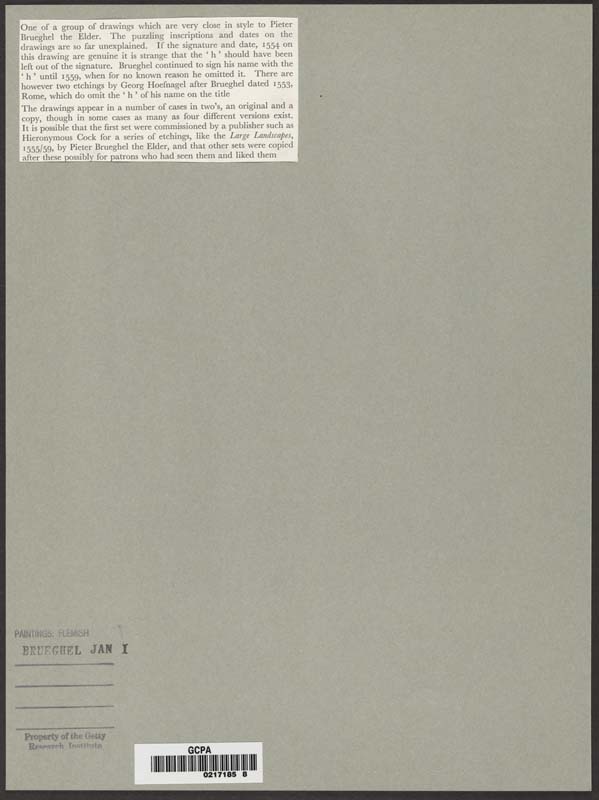 One of a group of drawings which are very close in style to Pieter
Brueghel the Elder. The puzzling inscriptions and dates on the
drawings are so far unexplained. If the signature and date, 1554 on
this drawing are genuine it is strange that the ‘ h ’ should have been
left out of the signature. Brueghel continued to sign his name with the
‘ h ’ until 1559, when for no known reason he omitted it. There are
however two etchings by Georg Hoefnagel after Brueghel dated 1553,
Rome, which do omit the ‘ h ’ of his name on the title
The drawings appear in a number of cases in two's, an original and a
copy, though in some cases as many as four different versions exist.
It is possible that the first set were commissioned by a publisher such as
Hieronymous Cock for a series of etchings, like the Large Landscapes,
1555/59, by Pieter Brueghel the Elder, and that other sets were copied
after these possibly for patrons who had seen them and liked them
PAINTINGS: FLEMISH
BRUEGHEL JAN I
Property of the Getty
Research Institute
GCPA
0217185 8